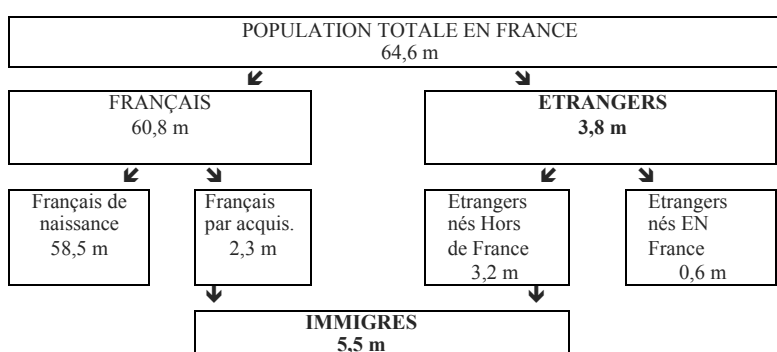 POPULATION TOTALE EN FRANCE
64,6 m
FRANÇAIS
60,8 m
ETRANGERS
3,8 m
Français de
naissance
58,5 m
Français
par acquis.
2,3 m
Etrangers
nés Hors
de France
3,2 m
Etrangers
nés EN
France
0,6 m
IMMIGRES
5,5 m